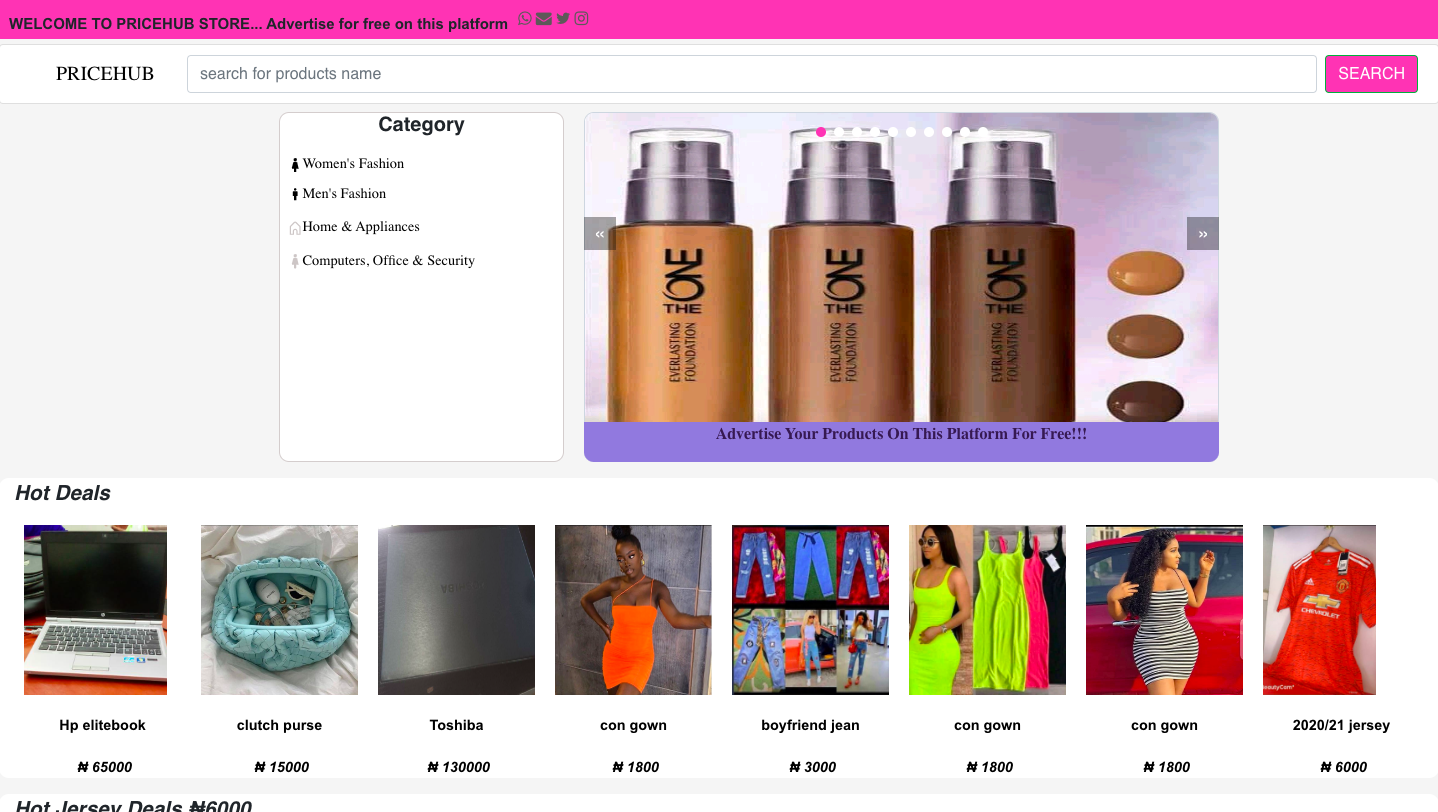 WELCOME TO PRICEHUB STORE... Advertise for free on this platform
PRICEHUB
search for products name
SEARCH
Category
Women's Fashion
Men's Fashion
Home & Appliances
Computers, Office & Security
«
»
THE ONE
EVERLASTING
FOUNDATION
THE ONE
EVERLASTING
FOUNDATION
THE ONE
EVERLASTING
FOUNDATION
Advertise Your Products On This Platform For Free!!!
Hot Deals
CHEVROLET
Hp elitebook
clutch purse
Toshiba
con gown
boyfriend jean
con gown
con gown
2020/21 jersey
₦ 65000
₦ 15000
₦ 130000
₦ 1800
₦ 3000
₦ 1800
₦ 1800
₦ 6000
Hot Jersey Deals ₦6000